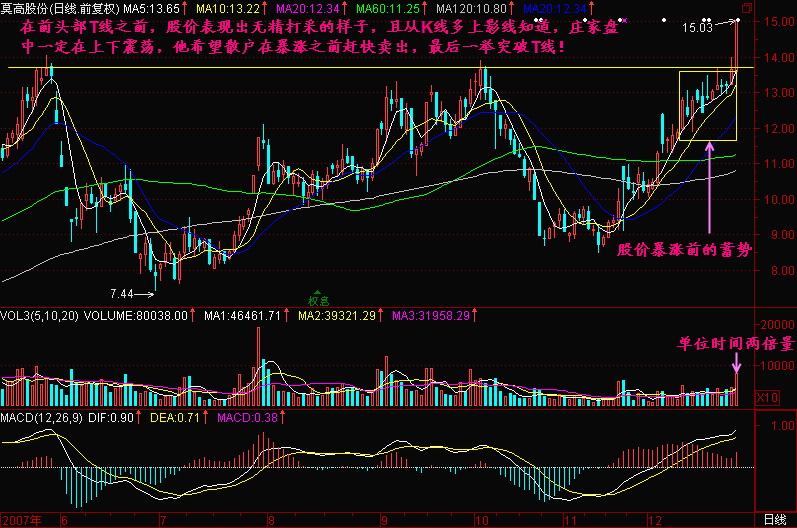 莫高股份(日线.前复权) MA5:13.65 MA10:13.22 MA20:12.34 MA60:11.25 MA120:10.80 MA20:12.34
在前头部T线之前，股价表现出无精打采的样子，且从K线多上影线知道，庄家盘
中一定在上下震荡，他希望散户在暴涨之前赶快卖出，最后一举突破T线！
15.03
15.00
14.00
13.00
12.00
11.00
10.00
9.00
8.00
股价暴涨前的蓄势
7.44
权息
VOL3(5,10,20) VOLUME:80038.00 MA1:46461.71 MA2:39321.29 MA3:31958.29
单位时间两倍量
20000
10000
X10
MACD(12,26,9) DIF:0.90 DEA:0.71 MACD:0.38
1.00
0.00
2007年 6 7 8 9 10 11 12 日线